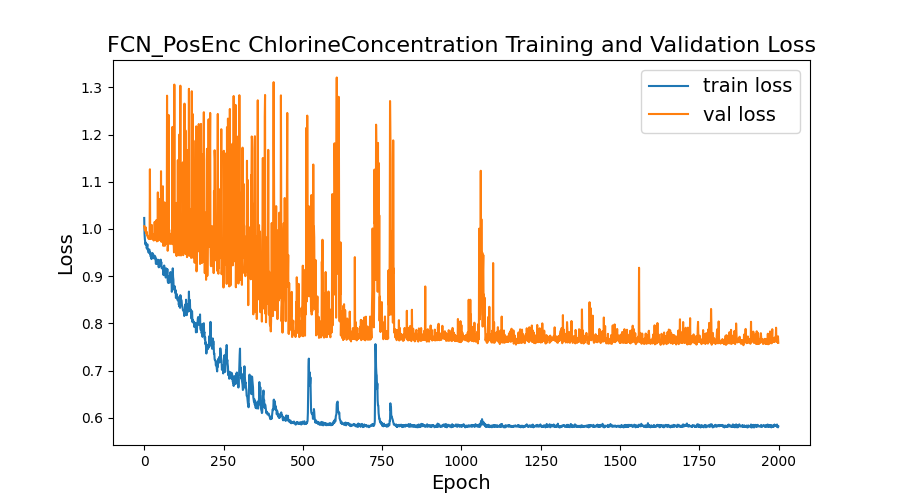 FCN_PosEnc ChlorineConcentration Training and Validation Loss
train loss
val loss
Loss
1.3
1.2
1.1
1.0
0.9
0.8
0.7
0.6
0 250 500 750 1000 1250 1500 1750 2000
Epoch